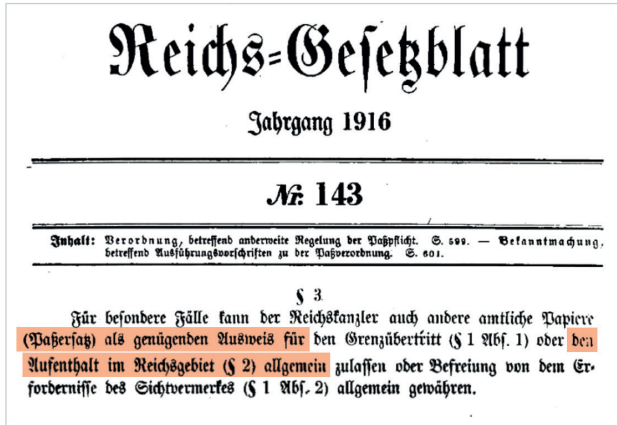 Reichs-Gesetzblatt
Jahrgang 1916
Nr. 143
Inhalt: Verordnung, betreffend anderweite Regelung der Paßpflicht. S. 599. — Bekanntmachung,
betreffend Ausführungsvorschriften zu der Paßverordnung. S. 601.
§ 3
Für besondere Fälle kann der Reichskanzler auch andere amtliche Papiere
(Paßersatz) als genügenden Ausweis für den Grenzübertritt (§ 1 Abs. 1) oder den
Aufenthalt im Reichsgebiet (§ 2) allgemein zulassen oder Befreiung von dem Er-
fordernisse des Sichtvermerkes (§ 1 Abs. 2) allgemein gewähren.